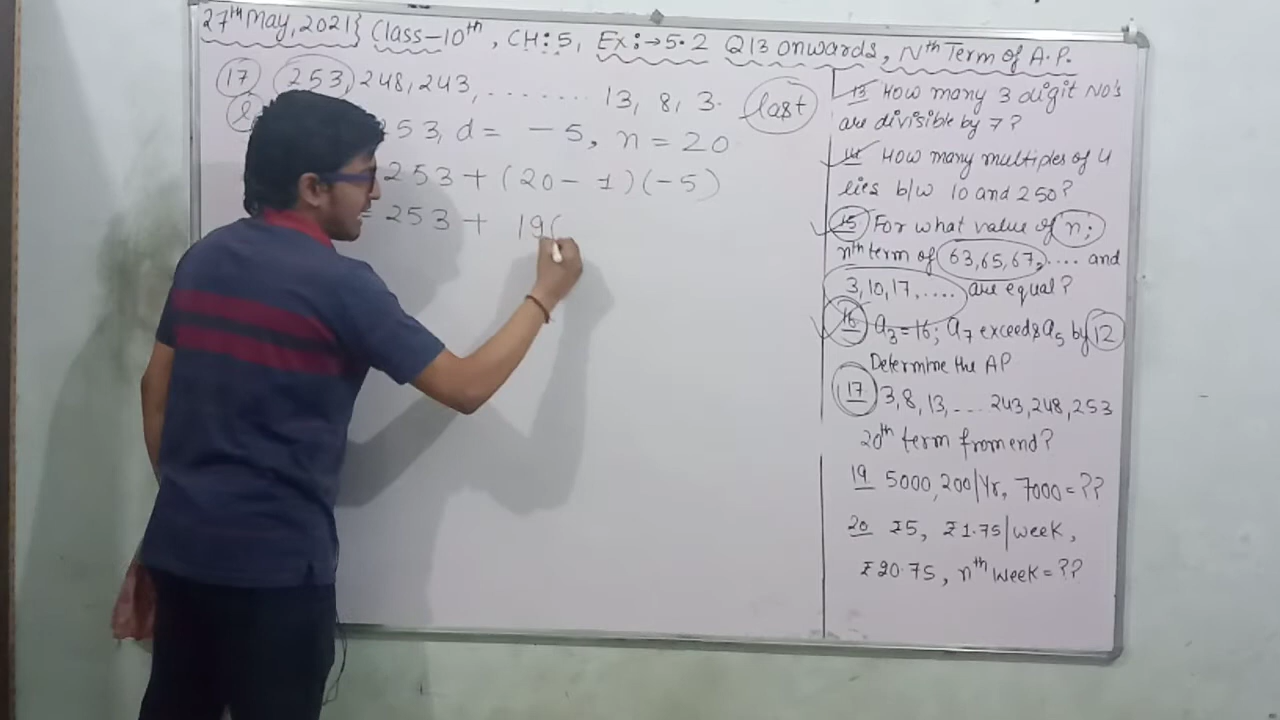 27th May, 2021} Class-10th, CH:5, Ex:→5.2 Q13 onwards, Nth Term of A.P.
17 253, 248, 243, ........ 13, 8, 3. last
253, d = -5, n = 20
253 + (20 - 1)(-5)
= 253 + 19(
13 How many 3 digit No's
are divisible by 7?
14 How many multiples of 4
lies b/w 10 and 250?
15 For what value of n;
nth term of 63, 65, 67, .... and
3, 10, 17, .... are equal?
16 a₃=16; a₇ exceeds a₅ by 12
Determine the AP
17 3, 8, 13, .... 243, 248, 253
20th term from end?
19 5000, 200/Yr, 7000=??
20 ₹5, ₹1.75/week,
₹20.75, nth week=??